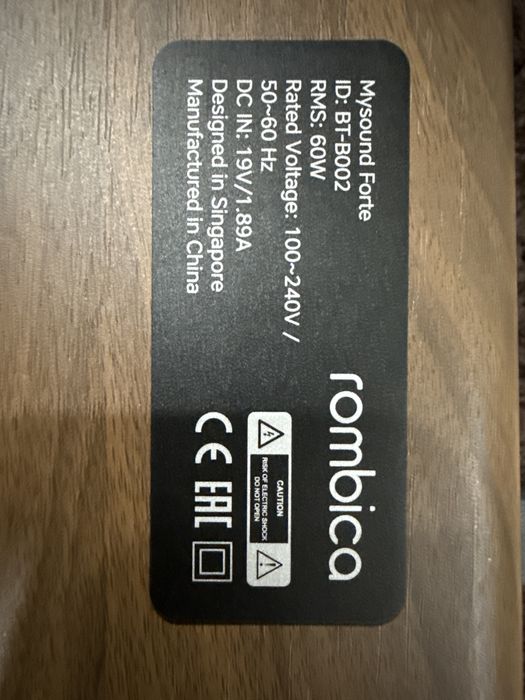 Mysound Forte
ID: BT-B002
RMS: 60W
Rated Voltage: 100~240V /
50~60 Hz
DC IN: 19V/1.89A
Designed in Singapore
Manufactured in China
rombica
CAUTION
RISK OF ELECTRIC SHOCK
DO NOT OPEN
CE EAC